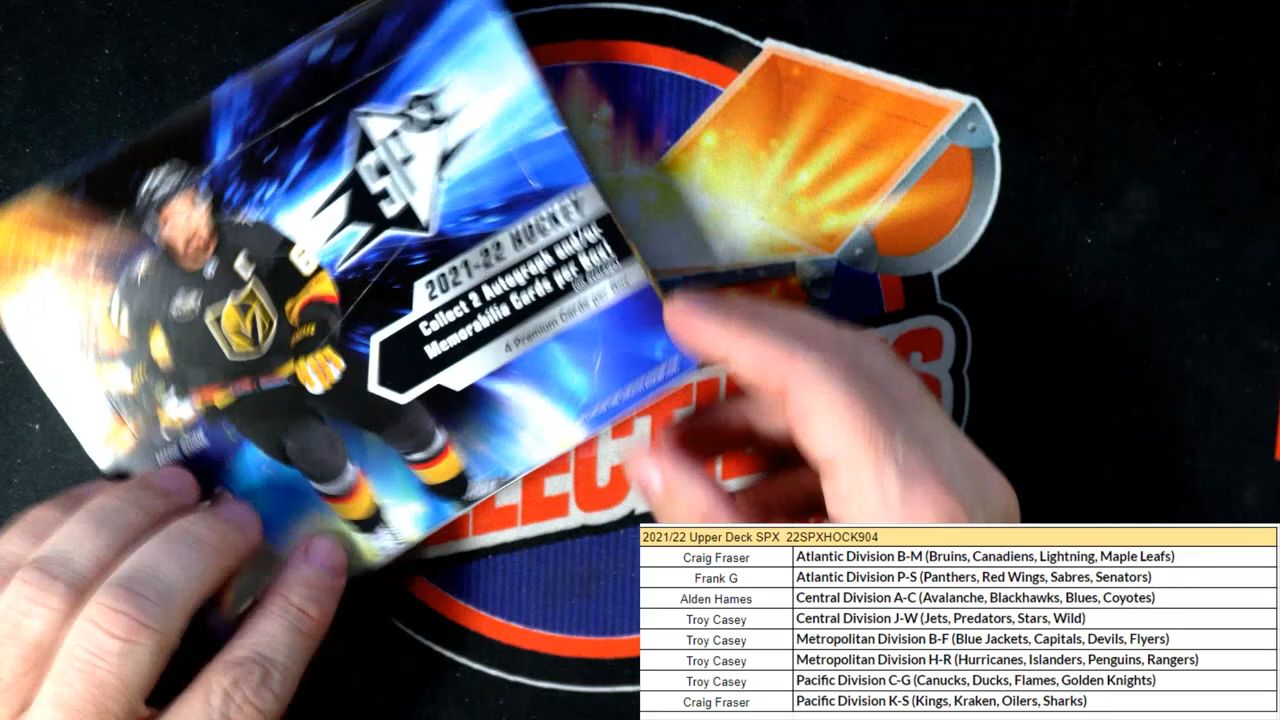 SPX
2021-22 HOCKEY
Collect 2 Autograph and/or
Memorabilia Cards per Box!
4 Premium Cards per
2021/22 Upper Deck SPX 22SPXHOCK904
Craig Fraser Atlantic Division B-M (Bruins, Canadiens, Lightning, Maple Leafs)
Frank G Atlantic Division P-S (Panthers, Red Wings, Sabres, Senators)
Alden Hames Central Division A-C (Avalanche, Blackhawks, Blues, Coyotes)
Troy Casey Central Division J-W (Jets, Predators, Stars, Wild)
Troy Casey Metropolitan Division B-F (Blue Jackets, Capitals, Devils, Flyers)
Troy Casey Metropolitan Division H-R (Hurricanes, Islanders, Penguins, Rangers)
Troy Casey Pacific Division C-G (Canucks, Ducks, Flames, Golden Knights)
Craig Fraser Pacific Division K-S (Kings, Kraken, Oilers, Sharks)